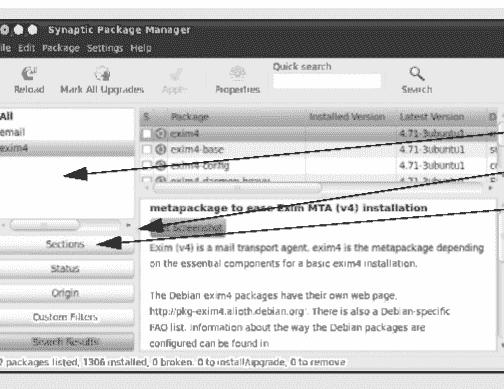 Synaptic Package Manager
ile Edit Package Settings Help
Quick search
Reload Mark All Upgrades Apply Properties Search
All
email
exim4
S Package Installed Version Latest Version D
exim4 4.71-3ubuntu1
exim4-base 4.71-3ubuntu1 su
exim4-config 4.71-3ubuntu1
exim4-daemon-heavy
metapackage to ease Exim MTA (v4) installation
Screenshot
Exim (v4) is a mail transport agent. exim4 is the metapackage depending
on the essential components for a basic exim4 installation.
The Debian exim4 packages have their own web page,
http://pkg-exim4.alioth.debian.org/. There is also a Debian-specific
FAQ list. Information about the way the Debian packages are
configured can be found in
Sections
Status
Origin
Custom Filters
Search Results
packages listed, 1306 installed, 0 broken. 0 to install/upgrade, 0 to remove